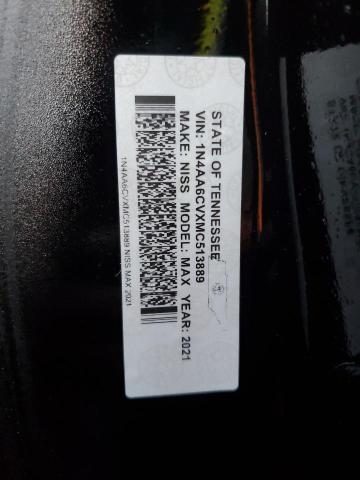 STATE OF TENNESSEE
VIN: 1N4AA6CVXMC513889
MAKE: NISS MODEL: MAX YEAR: 2021
1N4AA6CVXMC513889 NISS MAX 2021